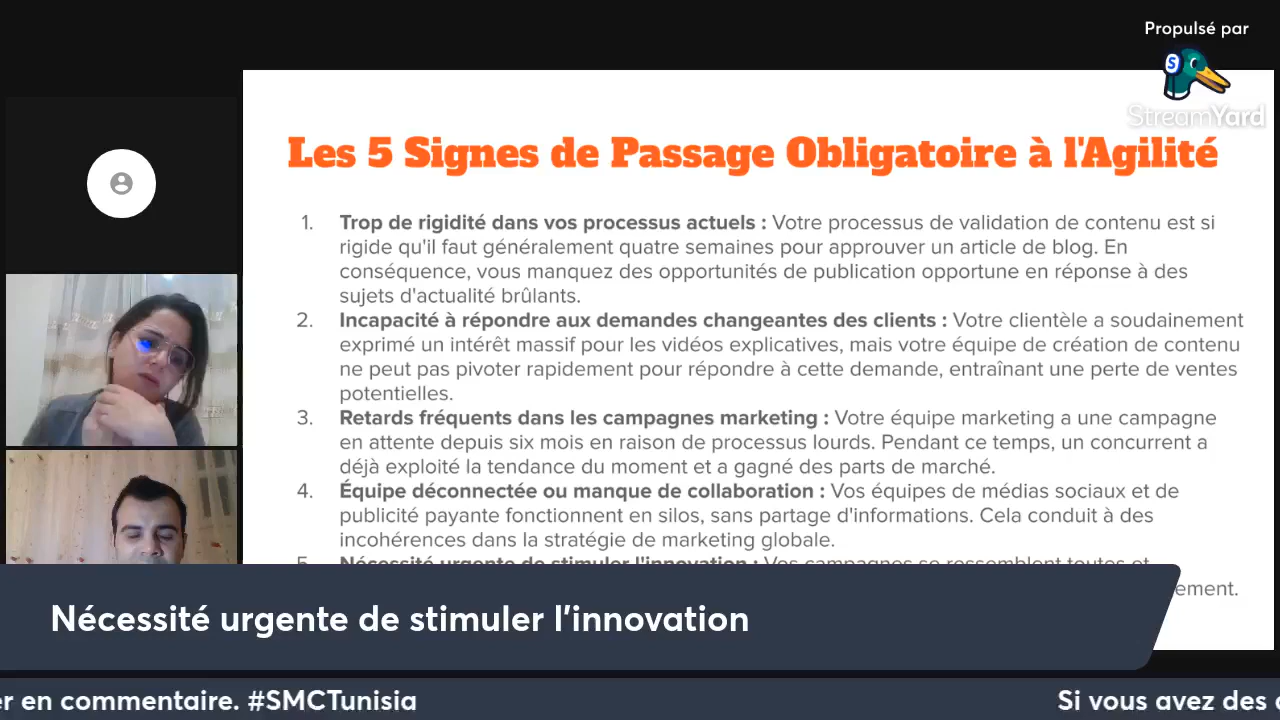 Propulsé par
StreamYard
Les 5 Signes de Passage Obligatoire à l'Agilité
1. Trop de rigidité dans vos processus actuels : Votre processus de validation de contenu est si
rigide qu'il faut généralement quatre semaines pour approuver un article de blog. En
conséquence, vous manquez des opportunités de publication opportune en réponse à des
sujets d'actualité brûlants.
2. Incapacité à répondre aux demandes changeantes des clients : Votre clientèle a soudainement
exprimé un intérêt massif pour les vidéos explicatives, mais votre équipe de création de contenu
ne peut pas pivoter rapidement pour répondre à cette demande, entraînant une perte de ventes
potentielles.
3. Retards fréquents dans les campagnes marketing : Votre équipe marketing a une campagne
en attente depuis six mois en raison de processus lourds. Pendant ce temps, un concurrent a
déjà exploité la tendance du moment et a gagné des parts de marché.
4. Équipe déconnectée ou manque de collaboration : Vos équipes de médias sociaux et de
publicité payante fonctionnent en silos, sans partage d'informations. Cela conduit à des
incohérences dans la stratégie de marketing globale.
5. Nécessité urgente de stimuler l'innovation : Vos campagnes se ressemblent toutes et
ement.
Nécessité urgente de stimuler l'innovation
er en commentaire. #SMCTunisia
Si vous avez des